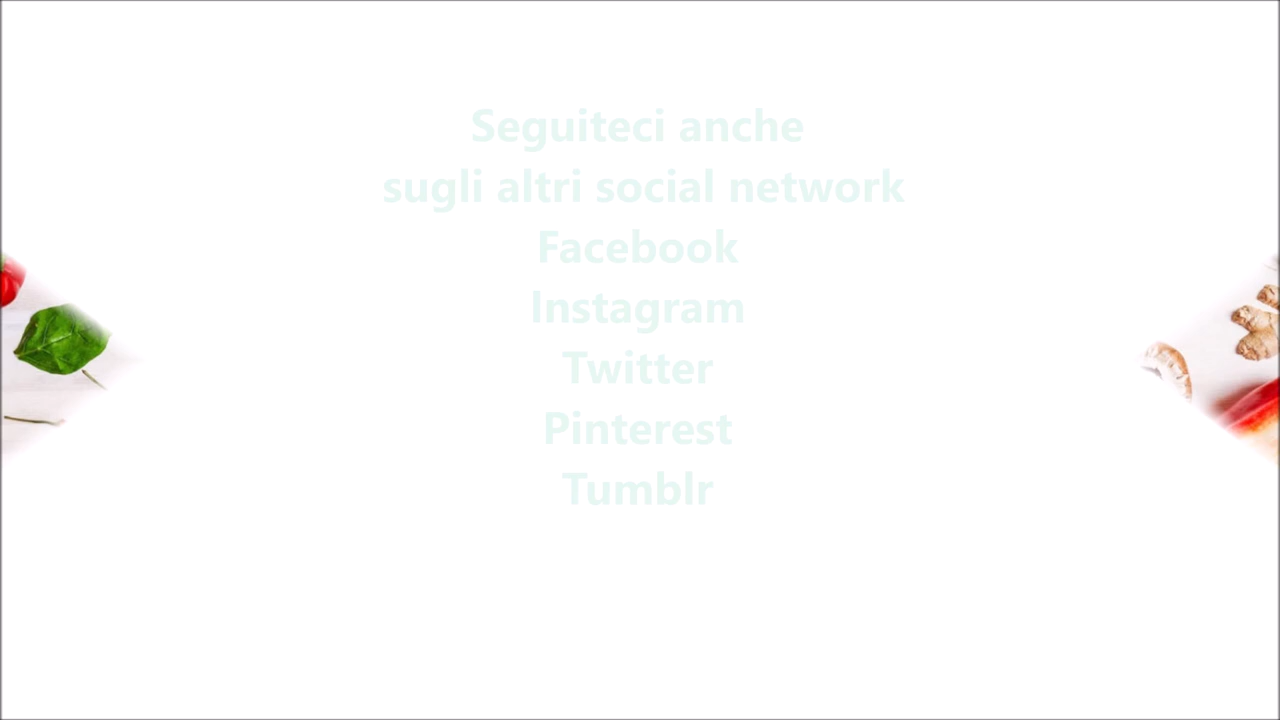 Seguiteci anche
sugli altri social network
Facebook
Instagram
Twitter
Pinterest
Tumblr